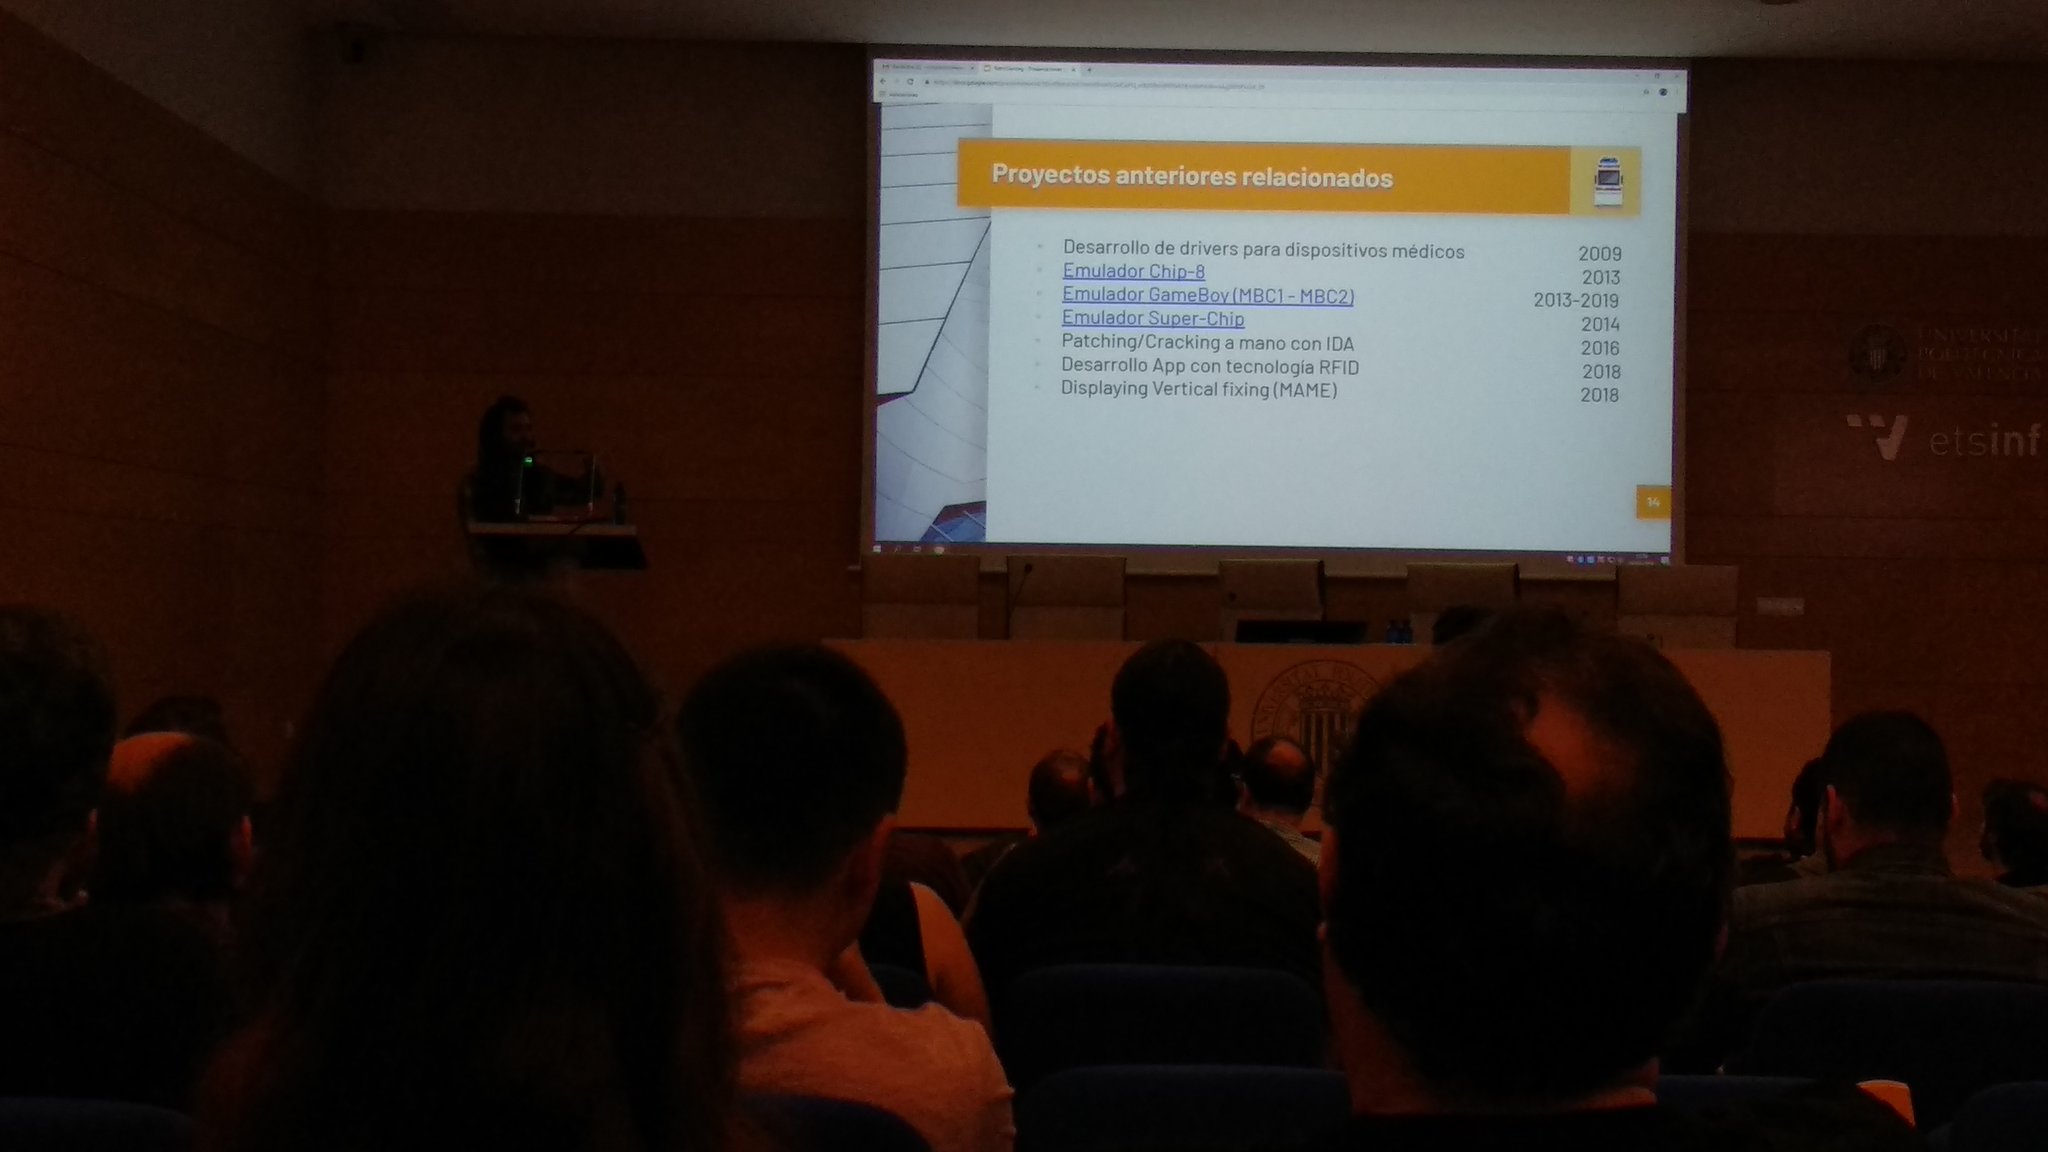 Proyectos anteriores relacionados
Desarrollo de drivers para dispositivos médicos 2009
Emulador Chip-8 2013
Emulador GameBoy (MBC1 - MBC2) 2013-2019
Emulador Super-Chip 2014
Patching/Cracking a mano con IDA 2016
Desarrollo App con tecnología RFID 2018
Displaying Vertical fixing (MAME) 2018
14
UNIVERSITAT
POLITÈCNICA
DE VALÈNCIA
etsinf